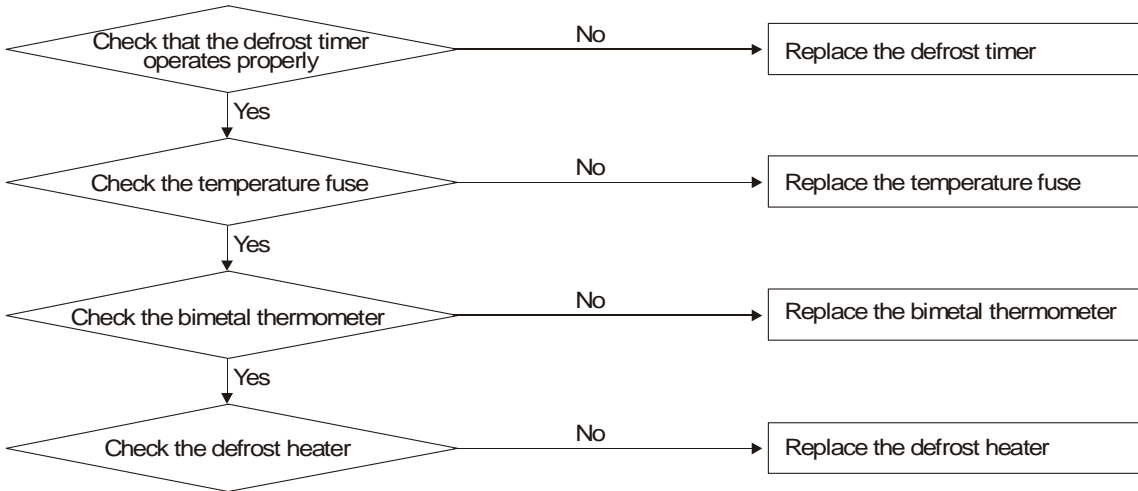 Check that the defrost timer
operates properly
No
Replace the defrost timer
Yes
Check the temperature fuse
No
Replace the temperature fuse
Yes
Check the bimetal thermometer
No
Replace the bimetal thermometer
Yes
Check the defrost heater
No
Replace the defrost heater